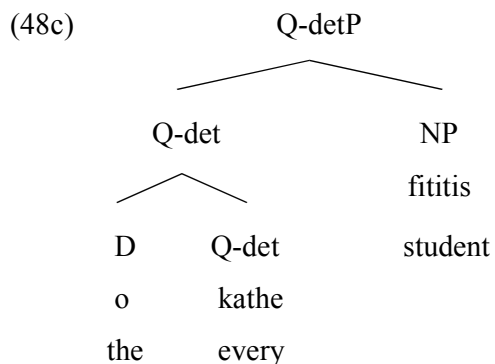 (48c) Q-detP
Q-det NP
fititis
D Q-det student
o kathe
the every